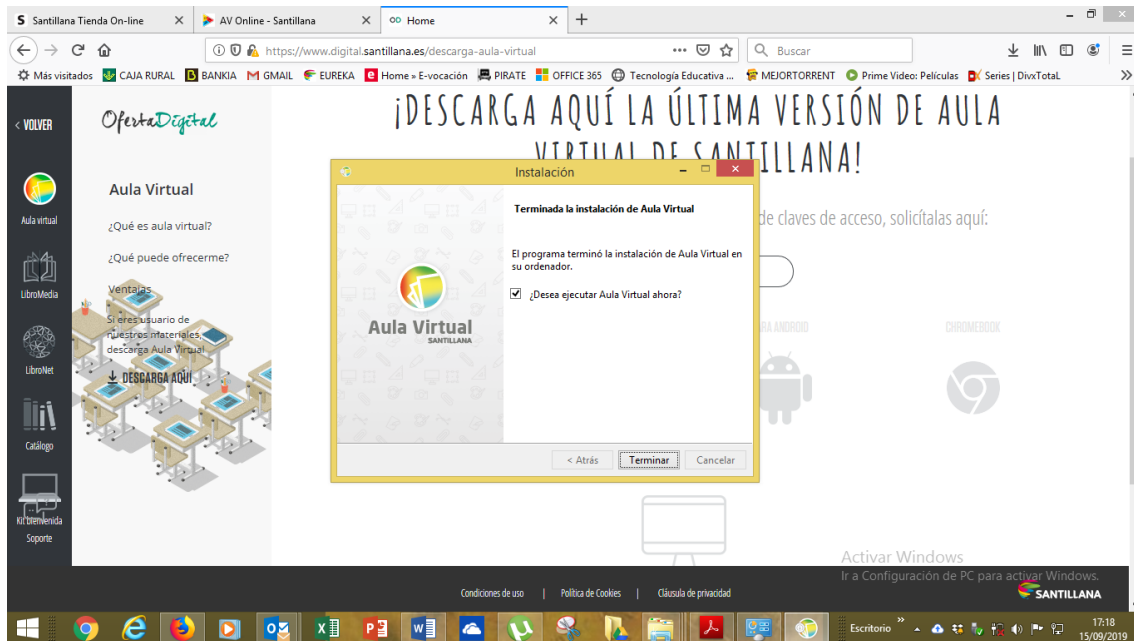 Santillana Tienda On-line
AV Online - Santillana
Home
https://www.digital.santillana.es/descarga-aula-virtual
Buscar
Más visitados
CAJA RURAL
BANKIA
GMAIL
EUREKA
Home » E-vocación
PIRATE
OFFICE 365
Tecnología Educativa ...
MEJORTORRENT
Prime Video: Películas
Series | DivxTotaL
< VOLVER
OfertaDigital
¡DESCARGA AQUÍ LA ÚLTIMA VERSIÓN DE AULA
VIRTUAL DE SANTILLANA!
de claves de acceso, solicítalas aquí:
Aula virtual
LibroMedia
LibroNet
Catálogo
Kit bienvenida
Soporte
Aula Virtual
¿Qué es aula virtual?
¿Qué puede ofrecerme?
Ventajas
Si eres usuario de
nuestros materiales,
descarga Aula Virtual
DESCARGA AQUÍ
Instalación
Terminada la instalación de Aula Virtual
El programa terminó la instalación de Aula Virtual en
su ordenador.
¿Desea ejecutar Aula Virtual ahora?
Aula Virtual
SANTILLANA
< Atrás
Terminar
Cancelar
RA ANDROID
CHROMEBOOK
Activar Windows
Ir a Configuración de PC para activar Windows.
Condiciones de uso | Política de Cookies | Cláusula de privacidad
SANTILLANA
Escritorio
17:18
15/09/2019